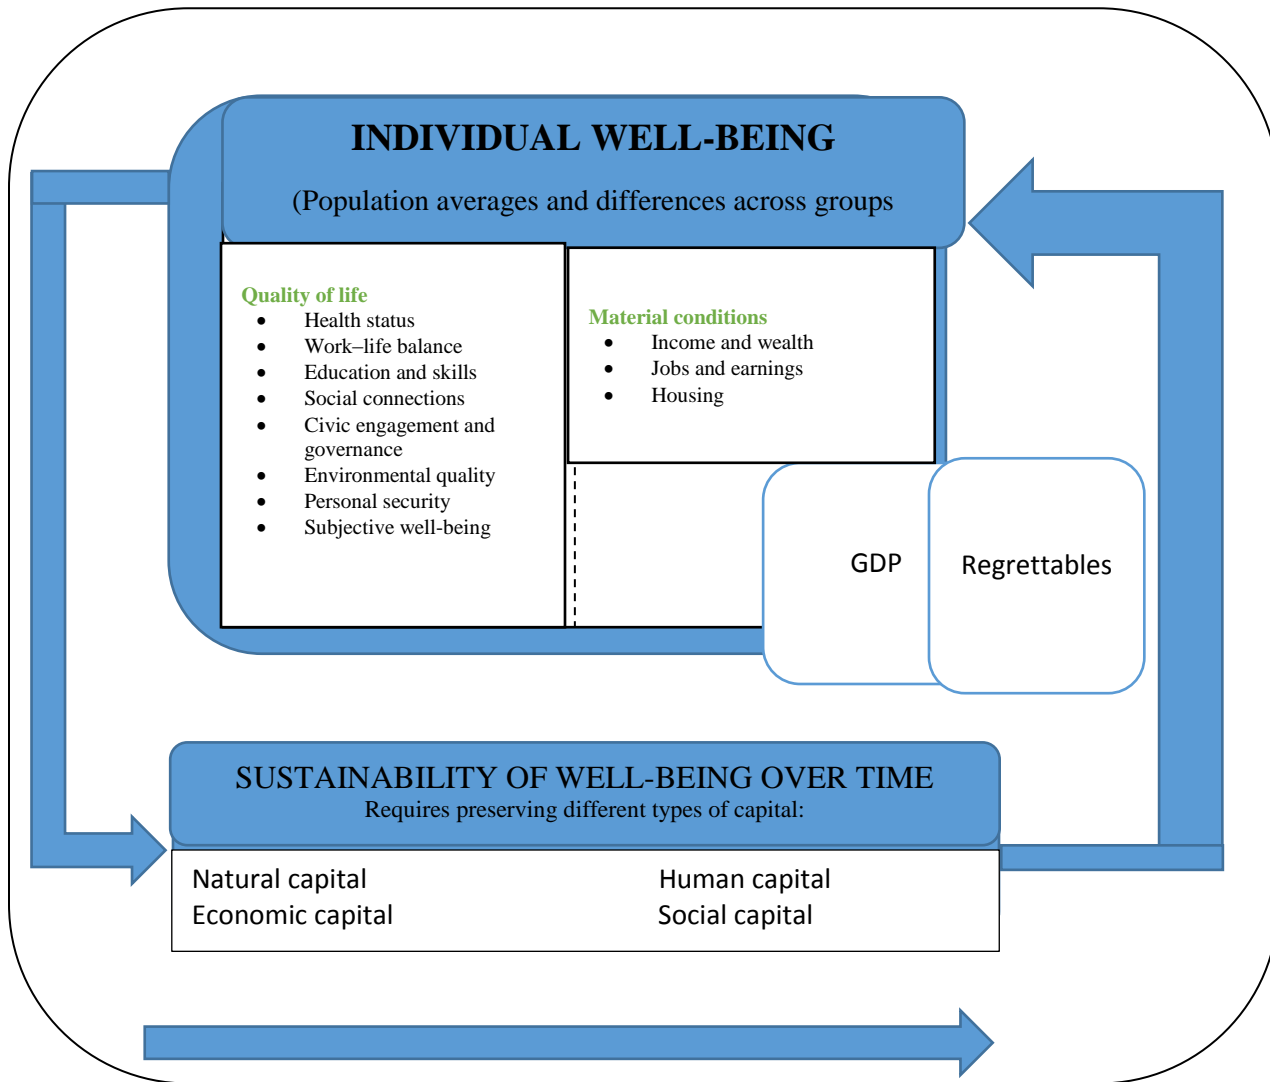 INDIVIDUAL WELL-BEING
(Population averages and differences across groups
Quality of life
• Health status
• Work–life balance
• Education and skills
• Social connections
• Civic engagement and
governance
• Environmental quality
• Personal security
• Subjective well-being
Material conditions
• Income and wealth
• Jobs and earnings
• Housing
GDP
Regrettables
SUSTAINABILITY OF WELL-BEING OVER TIME
Requires preserving different types of capital:
Natural capital
Economic capital
Human capital
Social capital